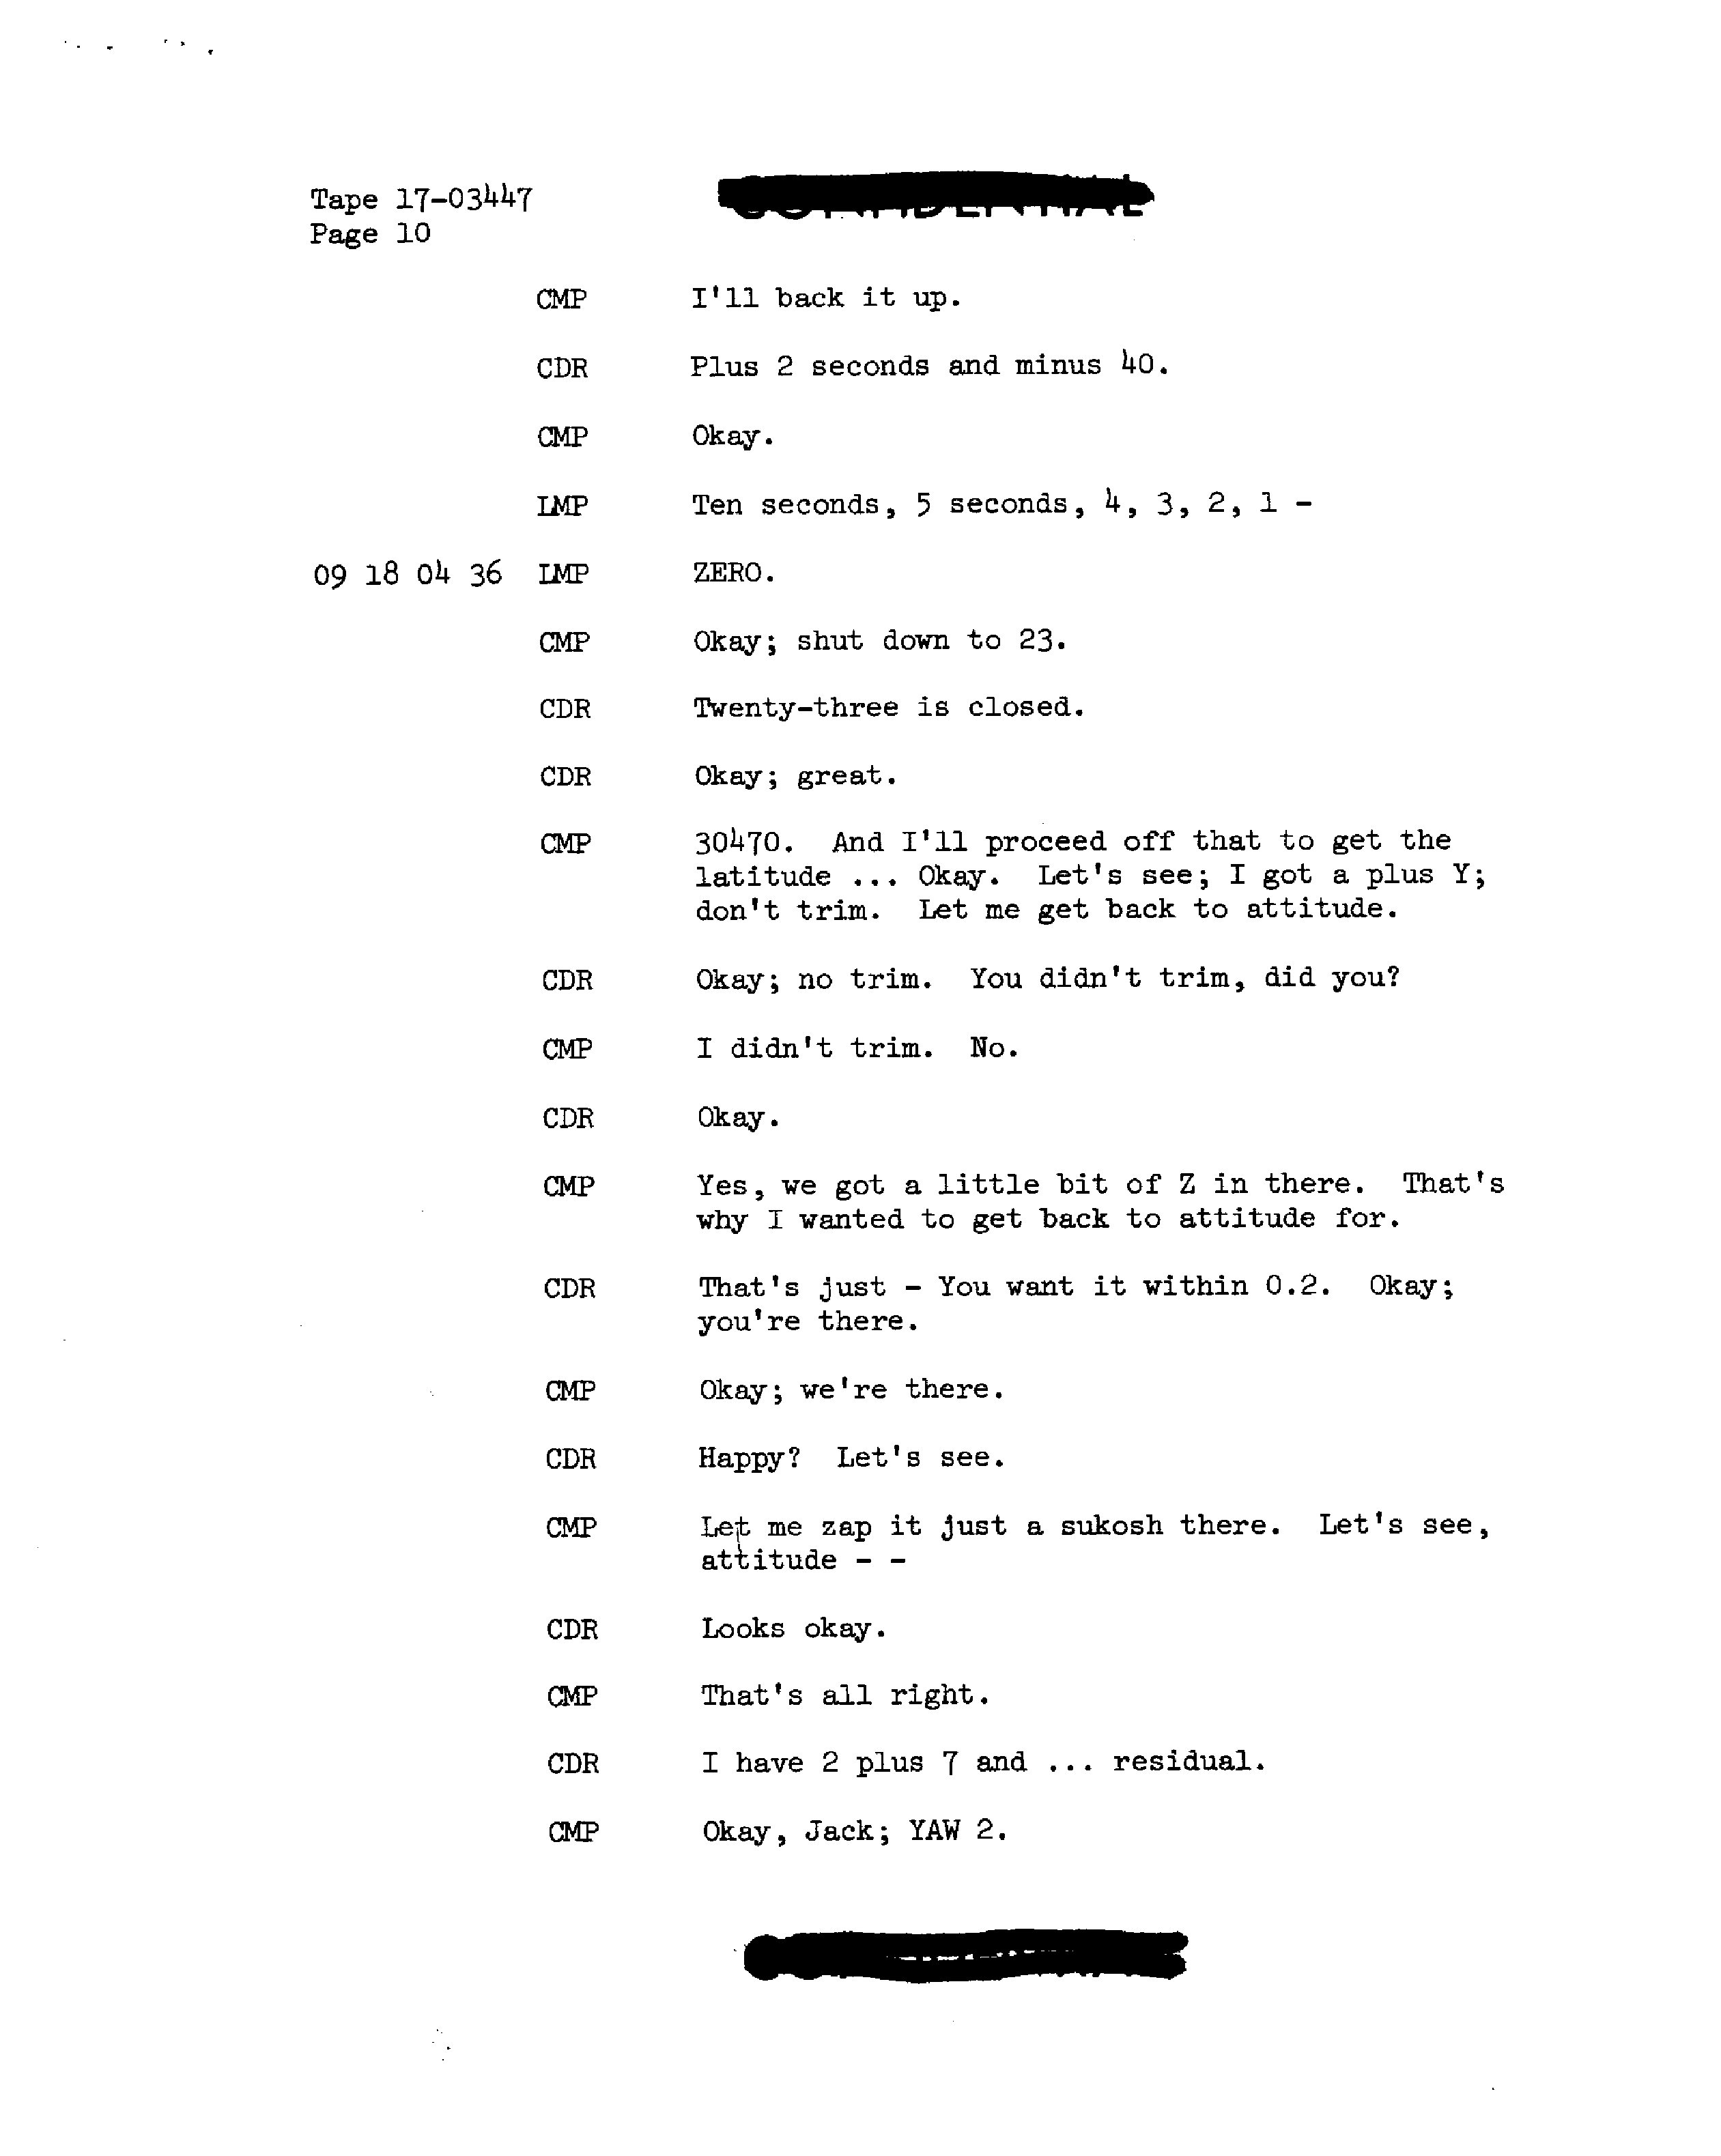 Tape 17-03447
Page 10
CMP I'll back it up.
CDR Plus 2 seconds and minus 40.
CMP Okay.
LMP Ten seconds, 5 seconds, 4, 3, 2, 1 -
09 18 04 36 LMP ZERO.
CMP Okay; shut down to 23.
CDR Twenty-three is closed.
CDR Okay; great.
CMP 30470. And I'll proceed off that to get the
latitude ... Okay. Let's see; I got a plus Y;
don't trim. Let me get back to attitude.
CDR Okay; no trim. You didn't trim, did you?
CMP I didn't trim. No.
CDR Okay.
CMP Yes, we got a little bit of Z in there. That's
why I wanted to get back to attitude for.
CDR That's just - You want it within 0.2. Okay;
you're there.
CMP Okay; we're there.
CDR Happy? Let's see.
CMP Let me zap it just a sukosh there. Let's see,
attitude - -
CDR Looks okay.
CMP That's all right.
CDR I have 2 plus 7 and ... residual.
CMP Okay, Jack; YAW 2.